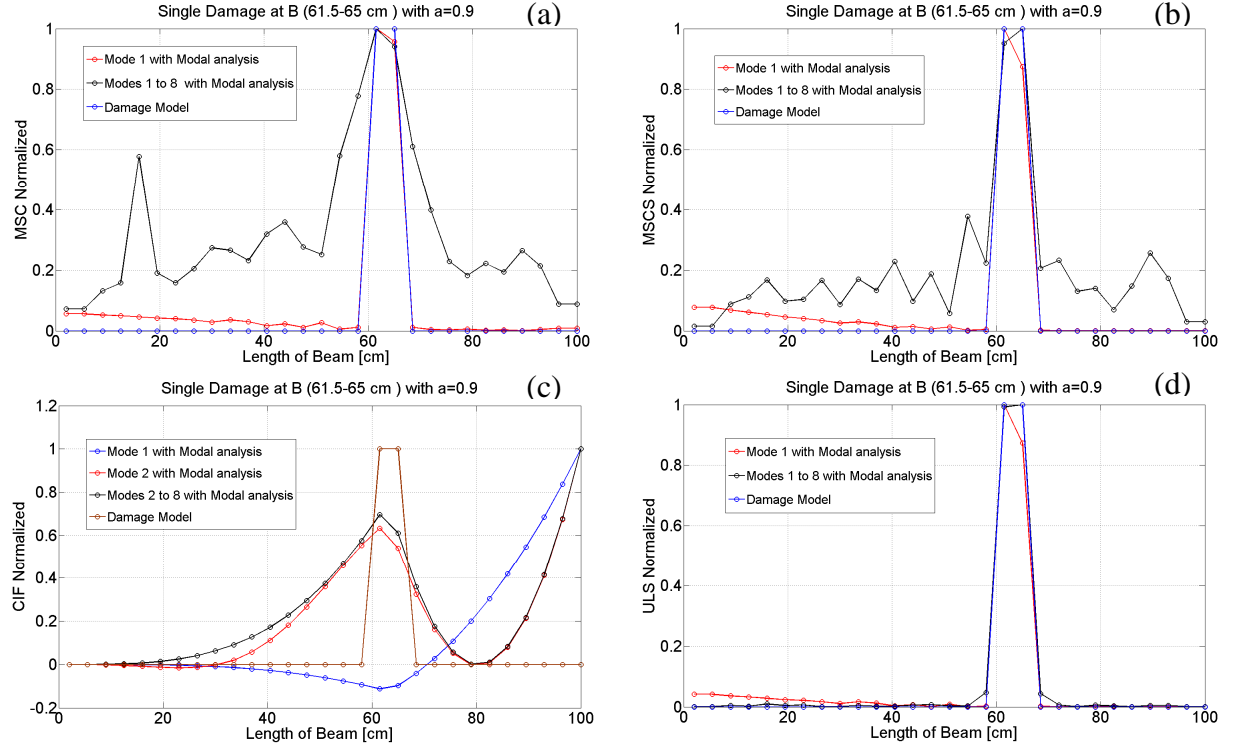 Single Damage at B (61.5-65 cm ) with a=0.9
(a)
1
0.8
0.6
0.4
0.2
0
MSC Normalized
Mode 1 with Modal analysis
Modes 1 to 8 with Modal analysis
Damage Model
0 20 40 60 80 100
Length of Beam [cm]
Single Damage at B (61.5-65 cm ) with a=0.9
(b)
1
0.8
0.6
0.4
0.2
0
MSCS Normalized
Mode 1 with Modal analysis
Modes 1 to 8 with Modal analysis
Damage Model
0 20 40 60 80 100
Length of Beam [cm]
Single Damage at B (61.5-65 cm ) with a=0.9
(c)
1.2
1
0.8
0.6
0.4
0.2
0
-0.2
CIF Normalized
Mode 1 with Modal analysis
Mode 2 with Modal analysis
Modes 2 to 8 with Modal analysis
Damage Model
0 20 40 60 80 100
Length of Beam [cm]
Single Damage at B (61.5-65 cm ) with a=0.9
(d)
1
0.8
0.6
0.4
0.2
0
ULS Normalized
Mode 1 with Modal analysis
Modes 1 to 8 with Modal analysis
Damage Model
0 20 40 60 80 100
Length of Beam [cm]